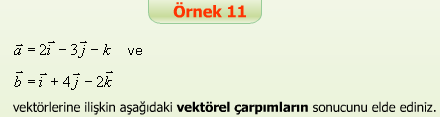 Örnek 11
a⃗ = 2i⃗ − 3j⃗ − k⃗ ve
b⃗ = i⃗ + 4j⃗ − 2k⃗
vektörlerine ilişkin aşağıdaki vektörel çarpımların sonucunu elde ediniz.